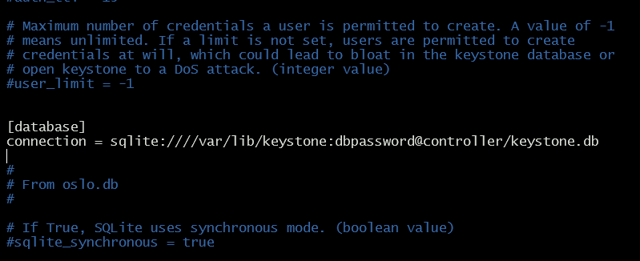 # Maximum number of credentials a user is permitted to create. A value of -1
# means unlimited. If a limit is not set, users are permitted to create
# credentials at will, which could lead to bloat in the keystone database or
# open keystone to a DoS attack. (integer value)
#user_limit = -1
[database]
connection = sqlite:////var/lib/keystone:dbpassword@controller/keystone.db
#
# From oslo.db
#
# If True, SQLite uses synchronous mode. (boolean value)
#sqlite_synchronous = true